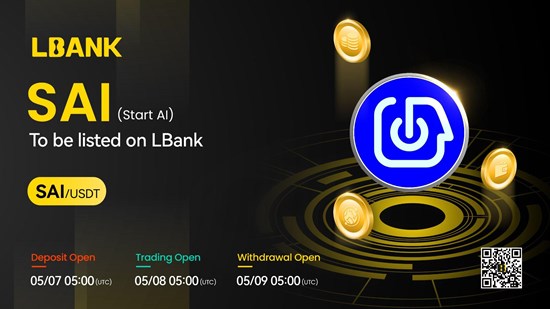 LBANK
SAI (Start AI)
To be listed on LBank
SAI/USDT
Deposit Open
Trading Open
Withdrawal Open
05/07 05:00(UTC)
05/08 05:00(UTC)
05/09 05:00(UTC)